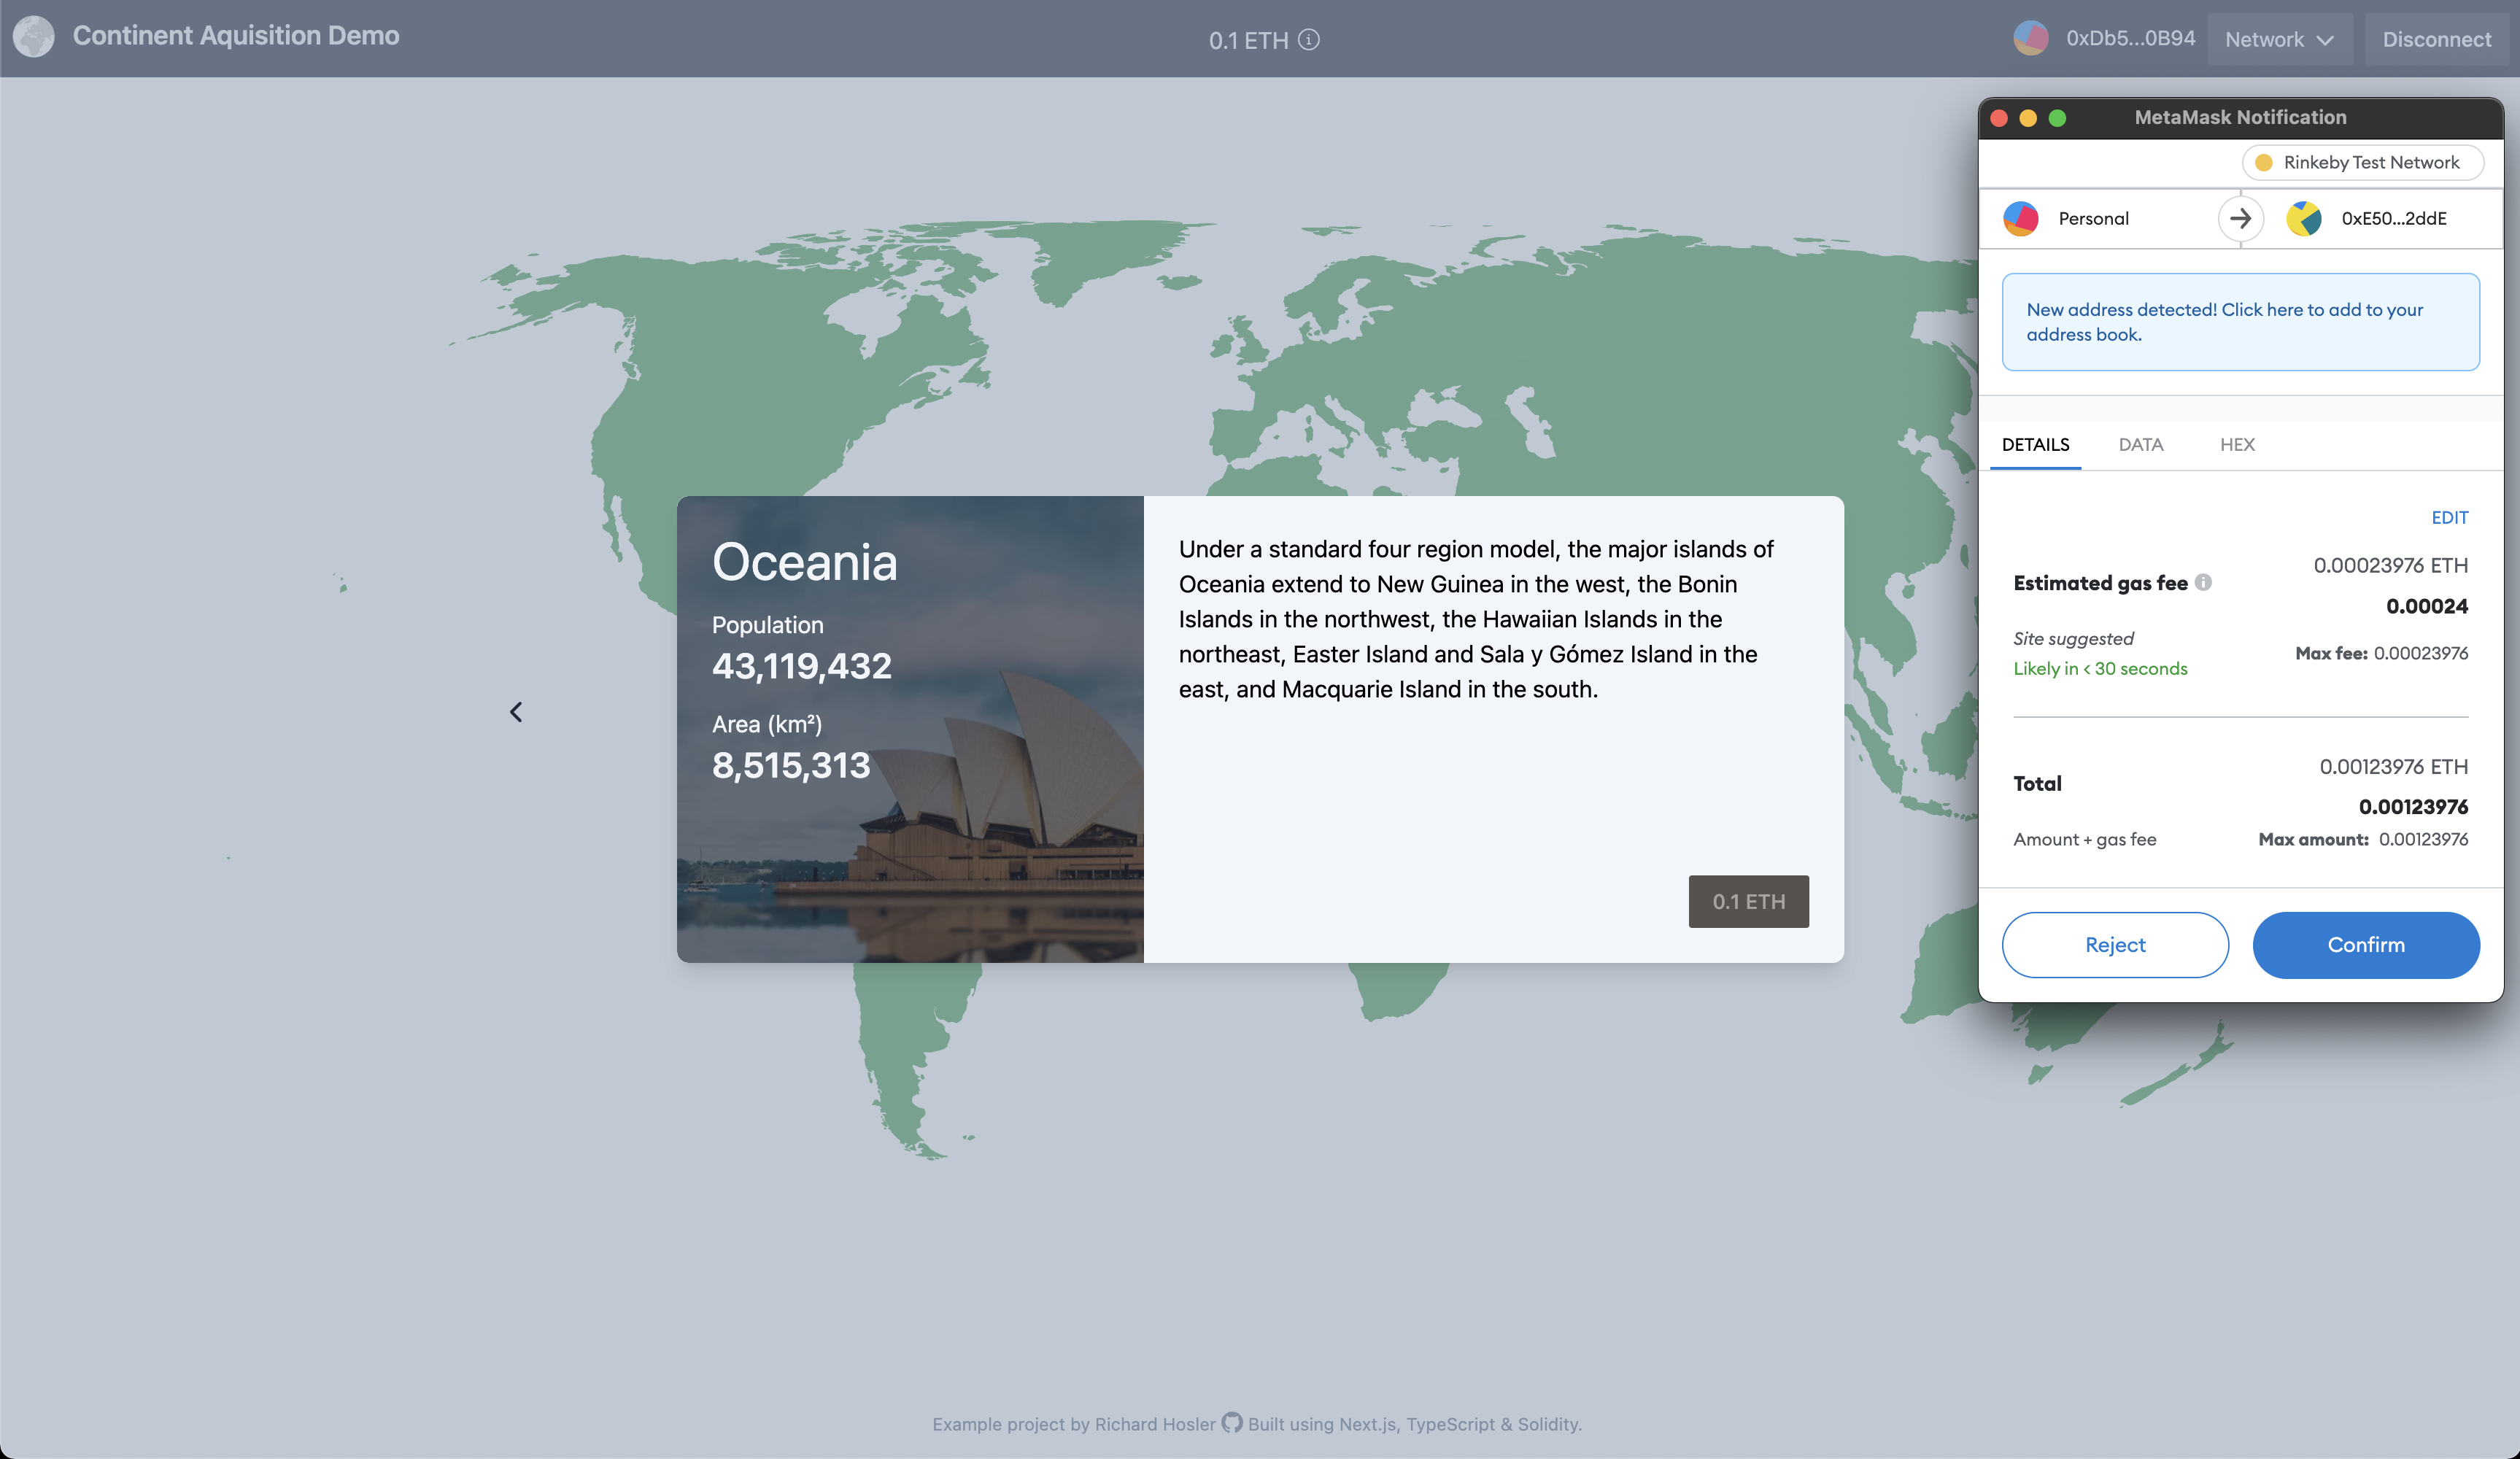 Continent Aquisition Demo
0.1 ETH
0xDb5...0B94
Network
Disconnect
Oceania
Population
43,119,432
Area (km²)
8,515,313
Under a standard four region model, the major islands of
Oceania extend to New Guinea in the west, the Bonin
Islands in the northwest, the Hawaiian Islands in the
northeast, Easter Island and Sala y Gómez Island in the
east, and Macquarie Island in the south.
0.1 ETH
MetaMask Notification
Rinkeby Test Network
Personal
0xE50...2ddE
New address detected! Click here to add to your
address book.
DETAILS DATA HEX
EDIT
0.00023976 ETH
Estimated gas fee
0.00024
Site suggested
Max fee: 0.00023976
Likely in < 30 seconds
0.00123976 ETH
Total
0.00123976
Amount + gas fee Max amount: 0.00123976
Reject Confirm
Example project by Richard Hosler Built using Next.js, TypeScript & Solidity.